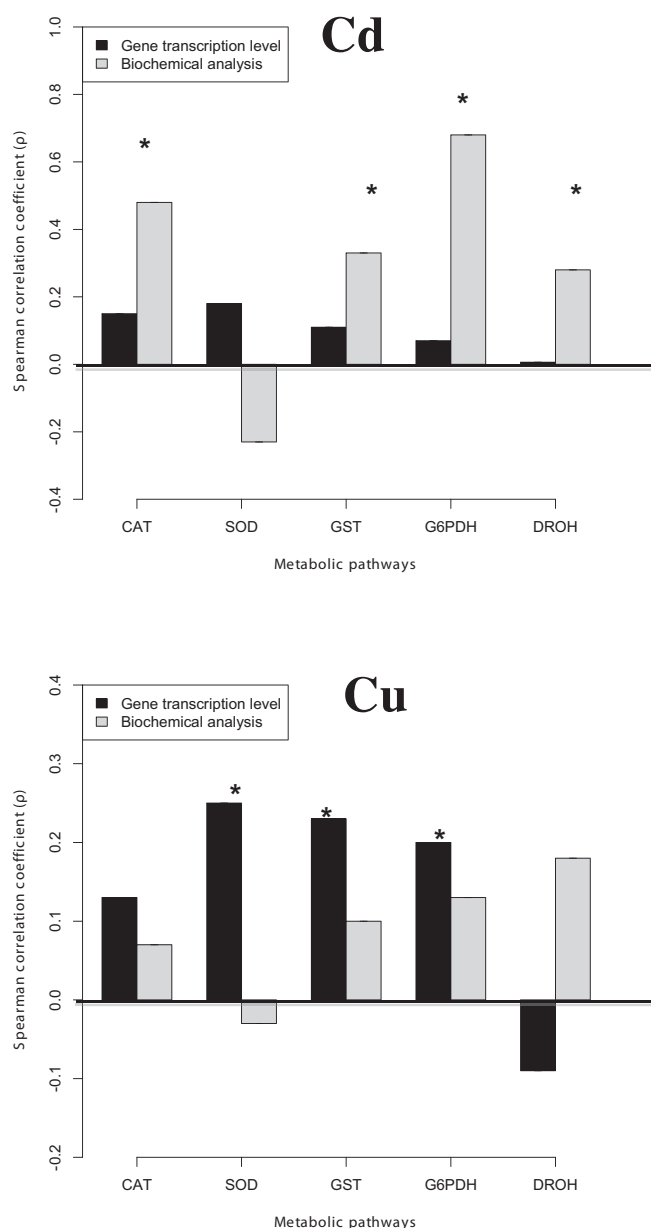 Cd
Gene transcription level
Biochemical analysis
Spearman correlation coefficient (ρ)
1.0
0.8
0.6
0.4
0.2
0.0
-0.2
-0.4
*
*
*
*
CAT SOD GST G6PDH DROH
Metabolic pathways
Cu
Gene transcription level
Biochemical analysis
Spearman correlation coefficient (ρ)
0.4
0.3
0.2
0.1
0.0
-0.1
-0.2
*
*
*
CAT SOD GST G6PDH DROH
Metabolic pathways